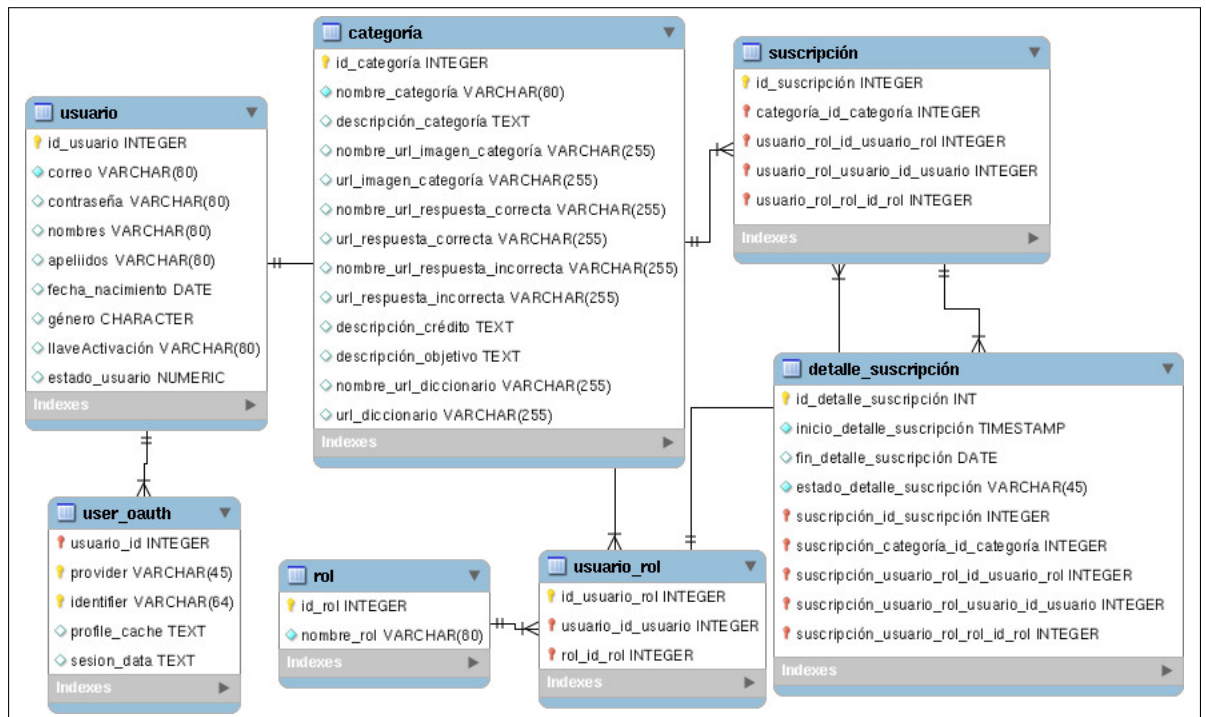 usuario
id_usuario INTEGER
correo VARCHAR(80)
contraseña VARCHAR(80)
nombres VARCHAR(80)
apeliidos VARCHAR(80)
fecha_nacimiento DATE
género CHARACTER
llaveActivación VARCHAR(80)
estado_usuario NUMERIC
Indexes
categoría
id_categoría INTEGER
nombre_categoría VARCHAR(80)
descripción_categoría TEXT
nombre_url_imagen_categoría VARCHAR(255)
url_imagen_categoría VARCHAR(255)
nombre_url_respuesta_correcta VARCHAR(255)
url_respuesta_correcta VARCHAR(255)
nombre_url_respuesta_incorrecta VARCHAR(255)
url_respuesta_incorrecta VARCHAR(255)
descripción_crédito TEXT
descripción_objetivo TEXT
nombre_url_diccionario VARCHAR(255)
url_diccionario VARCHAR(255)
Indexes
suscripción
id_suscripción INTEGER
categoría_id_categoría INTEGER
usuario_rol_id_usuario_rol INTEGER
usuario_rol_usuario_id_usuario INTEGER
usuario_rol_rol_id_rol INTEGER
Indexes
detalle_suscripción
id_detalle_suscripción INT
inicio_detalle_suscripción TIMESTAMP
fin_detalle_suscripción DATE
estado_detalle_suscripción VARCHAR(45)
suscripción_id_suscripción INTEGER
suscripción_categoría_id_categoría INTEGER
suscripción_usuario_rol_id_usuario_rol INTEGER
suscripción_usuario_rol_usuario_id_usuario INTEGER
suscripción_usuario_rol_rol_id_rol INTEGER
Indexes
user_oauth
usuario_id INTEGER
provider VARCHAR(45)
identifier VARCHAR(64)
profile_cache TEXT
sesion_data TEXT
Indexes
rol
id_rol INTEGER
nombre_rol VARCHAR(80)
Indexes
usuario_rol
id_usuario_rol INTEGER
usuario_id_usuario INTEGER
rol_id_rol INTEGER
Indexes